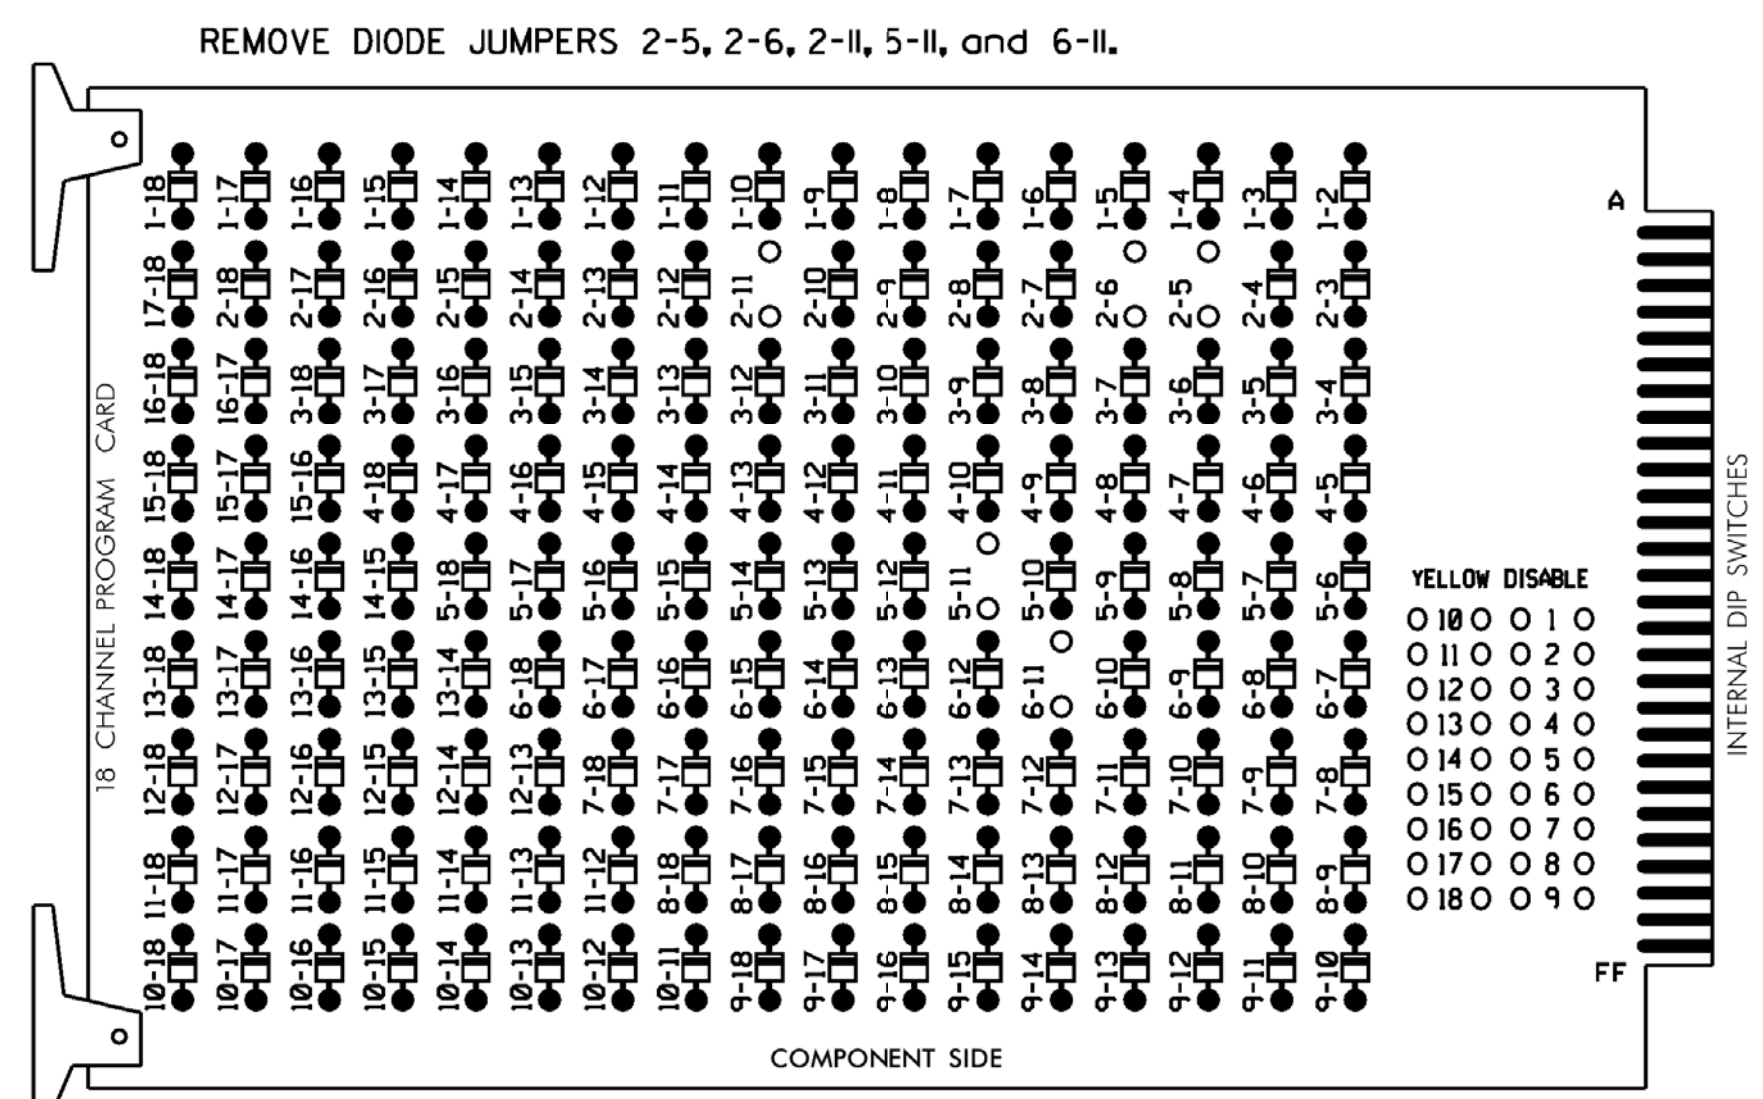 REMOVE DIODE JUMPERS 2-5, 2-6, 2-11, 5-11, and 6-11.
1-18 1-17 1-16 1-15 1-14 1-13 1-12 1-11 1-10 1-9 1-8 1-7 1-6 1-5 1-4 1-3 1-2
A
17-18 2-18 2-17 2-16 2-15 2-14 2-13 2-12 2-11 2-10 2-9 2-8 2-7 2-6 2-5 2-4 2-3
16-18 16-17 3-18 3-17 3-16 3-15 3-14 3-13 3-12 3-11 3-10 3-9 3-8 3-7 3-6 3-5 3-4
15-18 15-17 15-16 4-18 4-17 4-16 4-15 4-14 4-13 4-12 4-11 4-10 4-9 4-8 4-7 4-6 4-5
14-18 14-17 14-16 14-15 5-18 5-17 5-16 5-15 5-14 5-13 5-12 5-11 5-10 5-9 5-8 5-7 5-6
13-18 13-17 13-16 13-15 13-14 6-18 6-17 6-16 6-15 6-14 6-13 6-12 6-11 6-10 6-9 6-8 6-7
12-18 12-17 12-16 12-15 12-14 12-13 7-18 7-17 7-16 7-15 7-14 7-13 7-12 7-11 7-10 7-9 7-8
11-18 11-17 11-16 11-15 11-14 11-13 11-12 8-18 8-17 8-16 8-15 8-14 8-13 8-12 8-11 8-10 8-9
10-18 10-17 10-16 10-15 10-14 10-13 10-12 10-11 9-18 9-17 9-16 9-15 9-14 9-13 9-12 9-11 9-10
18 CHANNEL PROGRAM CARD
YELLOW DISABLE
10 1
11 2
12 3
13 4
14 5
15 6
16 7
17 8
18 9
FF
INTERNAL DIP SWITCHES
COMPONENT SIDE